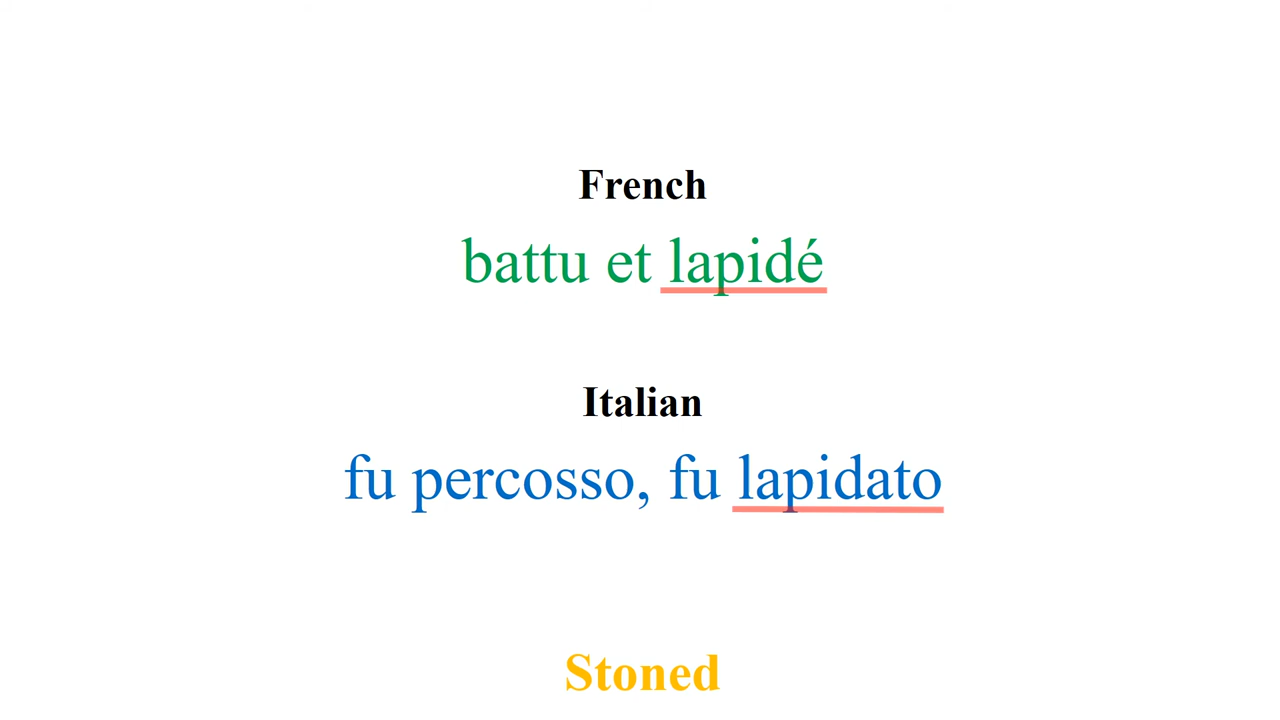 French
battu et lapidé
Italian
fu percosso, fu lapidato
Stoned